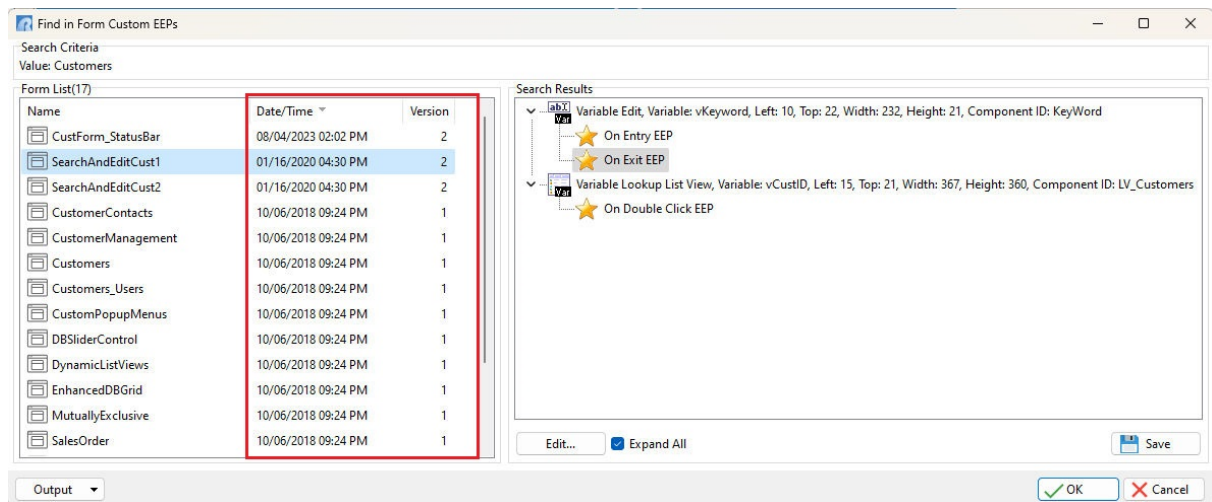 Find in Form Custom EEPs
Search Criteria
Value: Customers
Form List(17)
Name Date/Time Version
CustForm_StatusBar 08/04/2023 02:02 PM 2
SearchAndEditCust1 01/16/2020 04:30 PM 2
SearchAndEditCust2 01/16/2020 04:30 PM 2
CustomerContacts 10/06/2018 09:24 PM 1
CustomerManagement 10/06/2018 09:24 PM 1
Customers 10/06/2018 09:24 PM 1
Customers_Users 10/06/2018 09:24 PM 1
CustomPopupMenus 10/06/2018 09:24 PM 1
DBSliderControl 10/06/2018 09:24 PM 1
DynamicListViews 10/06/2018 09:24 PM 1
EnhancedDBGrid 10/06/2018 09:24 PM 1
MutuallyExclusive 10/06/2018 09:24 PM 1
SalesOrder 10/06/2018 09:24 PM 1
Search Results
abI Var Variable Edit, Variable: vKeyword, Left: 10, Top: 22, Width: 232, Height: 21, Component ID: KeyWord
On Entry EEP
On Exit EEP
Var Variable Lookup List View, Variable: vCustID, Left: 15, Top: 21, Width: 367, Height: 360, Component ID: LV_Customers
On Double Click EEP
Edit... Expand All Save
Output OK Cancel